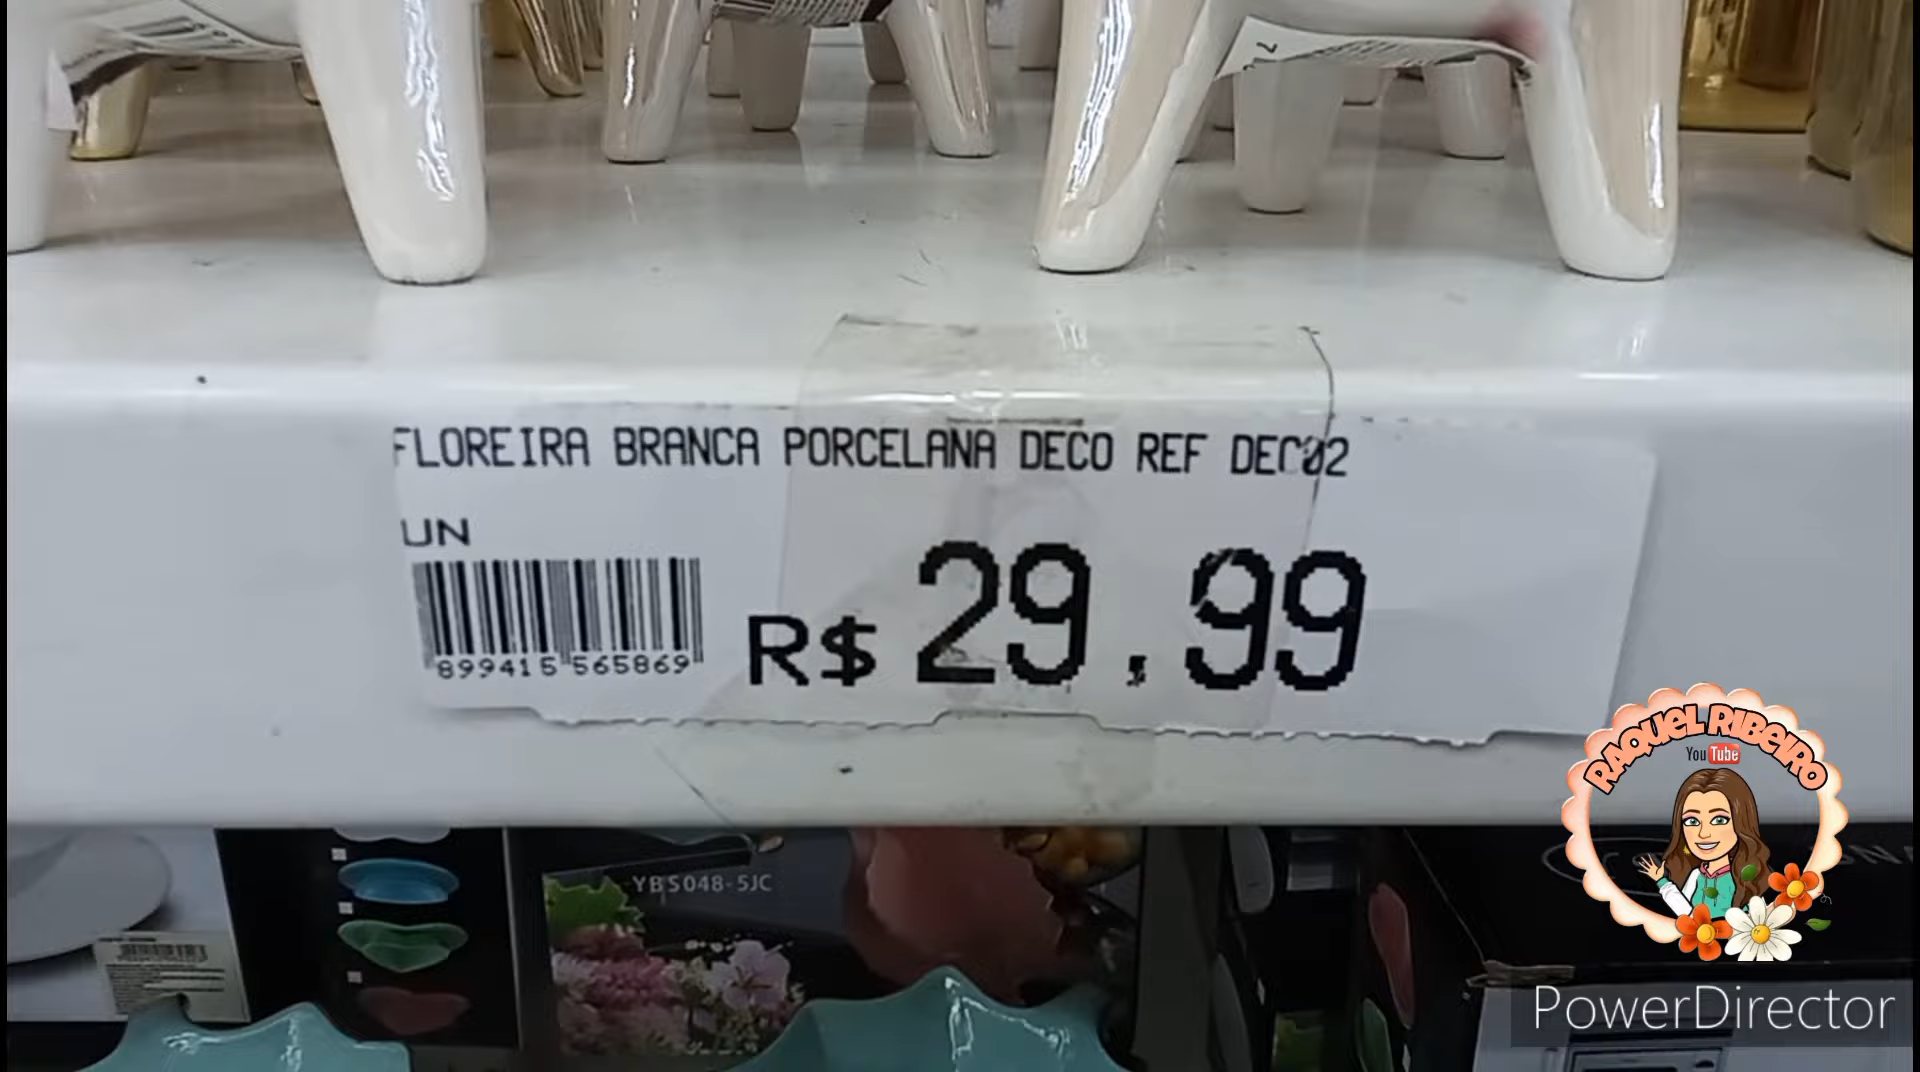 FLOREIRA BRANCA PORCELANA DECO REF DEC02
UN
R$ 29,99
899415 565869
RAQUEL RIBEIRO
YouTube
YBS048-5JC
PowerDirector